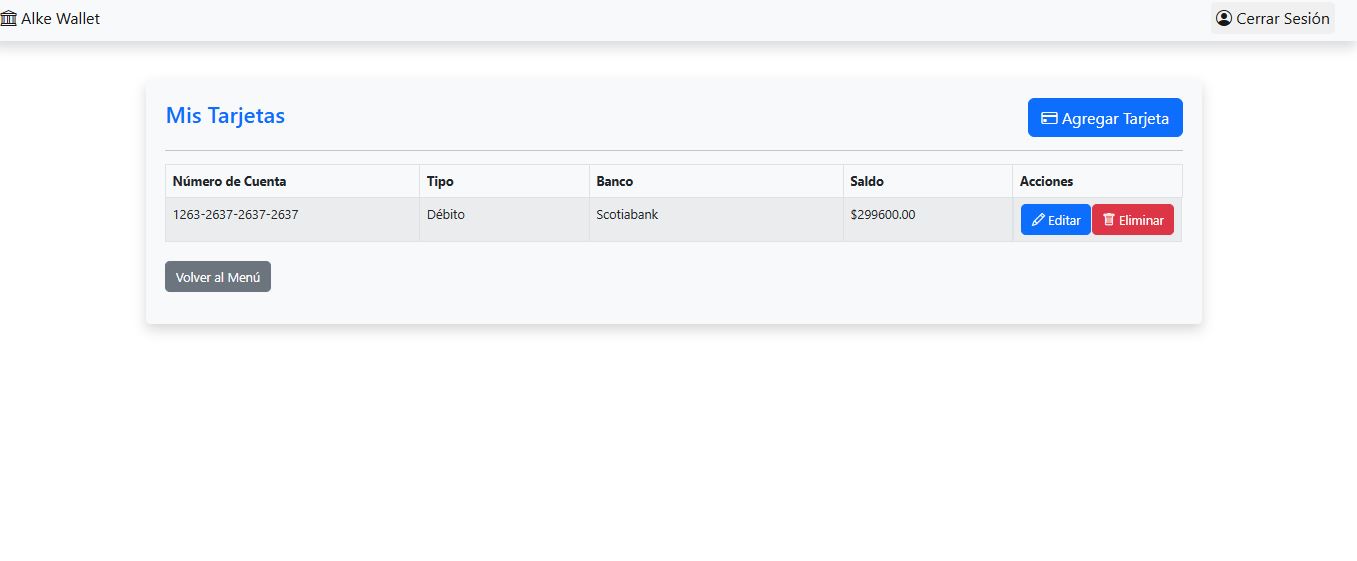 Alke Wallet Cerrar Sesión
Mis Tarjetas Agregar Tarjeta
Número de Cuenta Tipo Banco Saldo Acciones
1263-2637-2637-2637 Débito Scotiabank $299600.00 Editar Eliminar
Volver al Menú